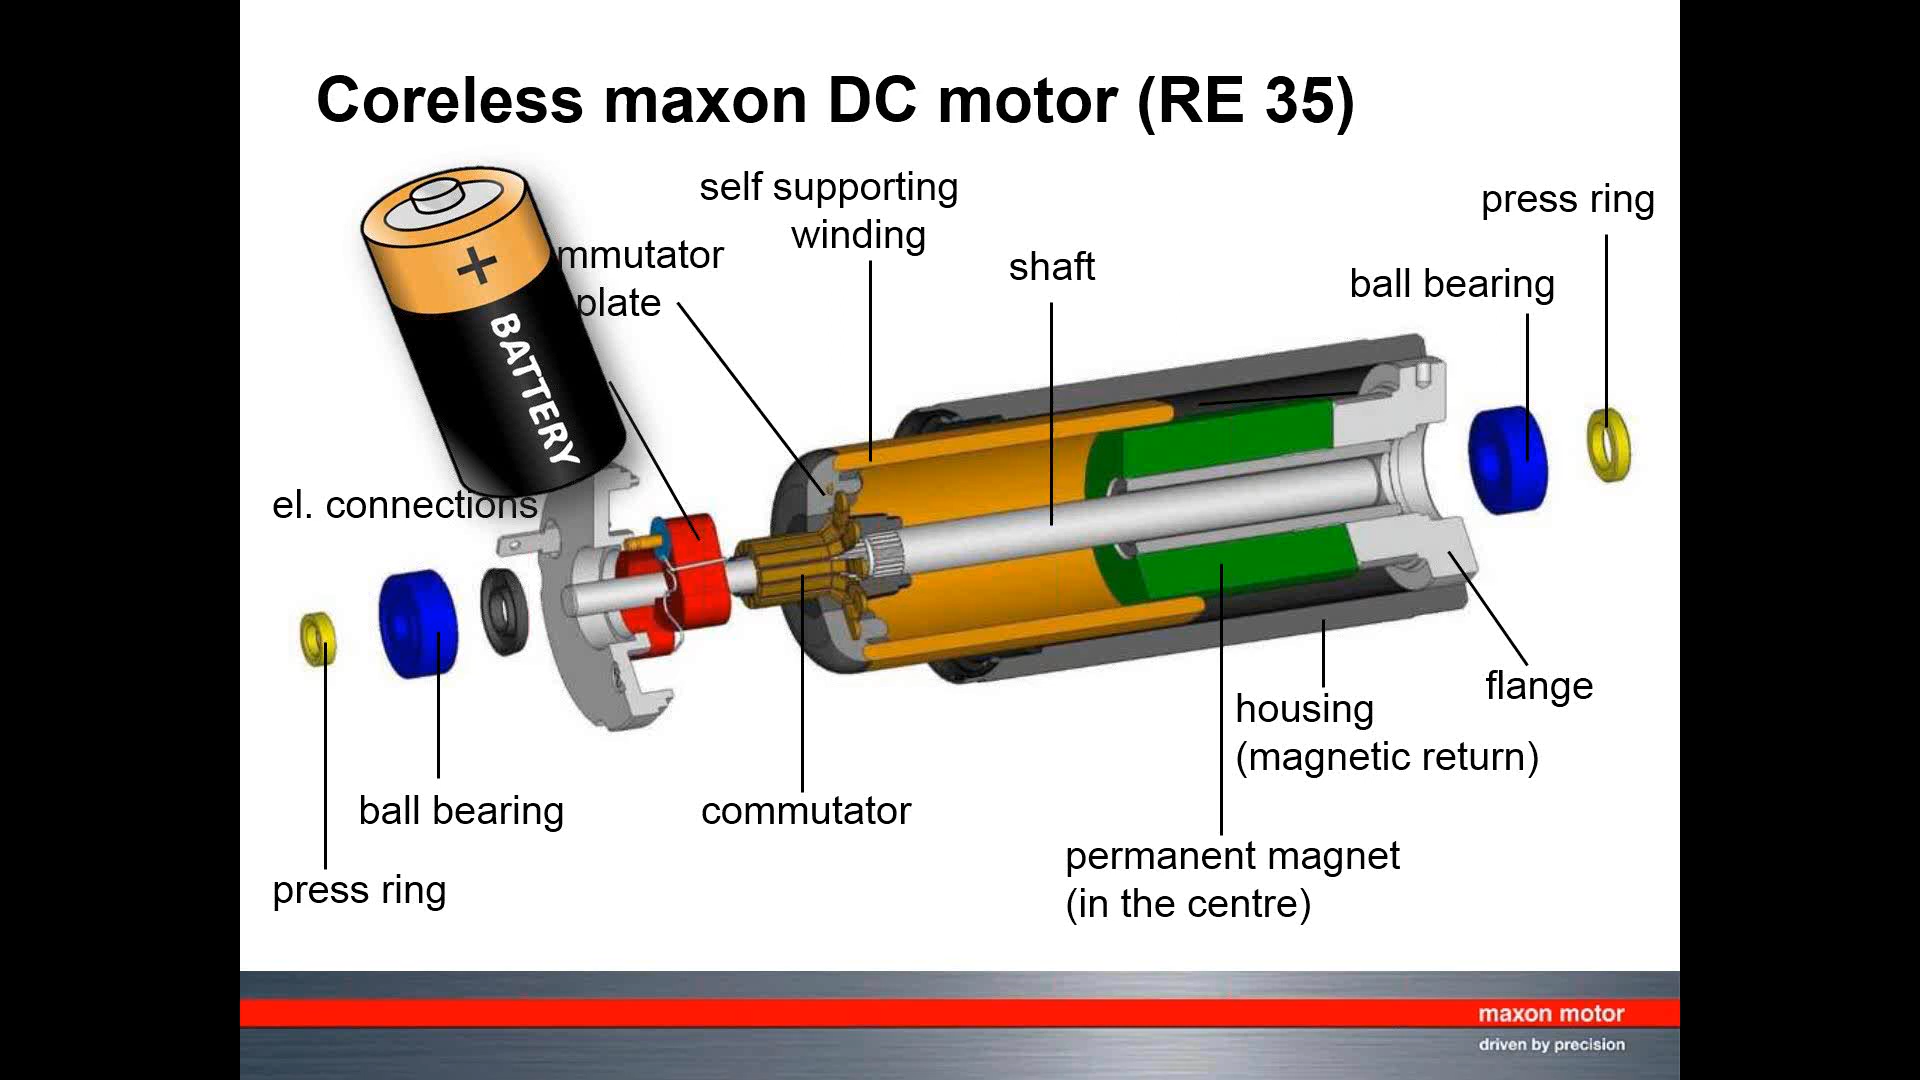 Coreless maxon DC motor (RE 35)
self supporting
winding
press ring
mmutator
plate
shaft
ball bearing
+
BATTERY
el. connections
flange
housing
(magnetic return)
ball bearing
commutator
permanent magnet
(in the centre)
press ring
maxon motor
driven by precision